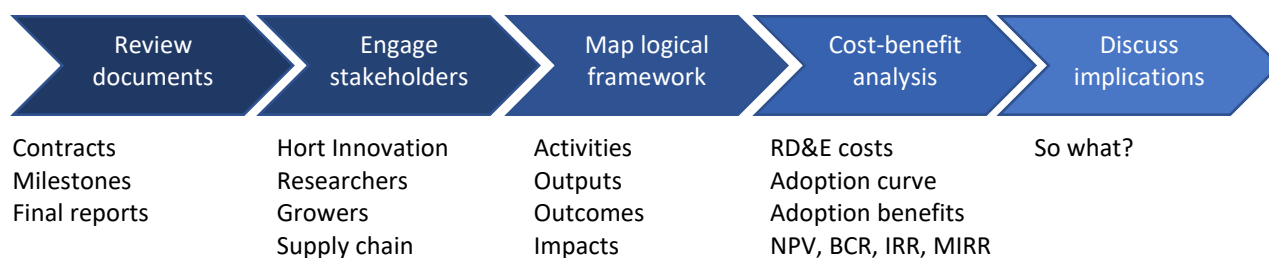 Review
documents
Engage
stakeholders
Map logical
framework
Cost-benefit
analysis
Discuss
implications
Contracts
Milestones
Final reports
Hort Innovation
Researchers
Growers
Supply chain
Activities
Outputs
Outcomes
Impacts
RD&E costs
Adoption curve
Adoption benefits
NPV, BCR, IRR, MIRR
So what?